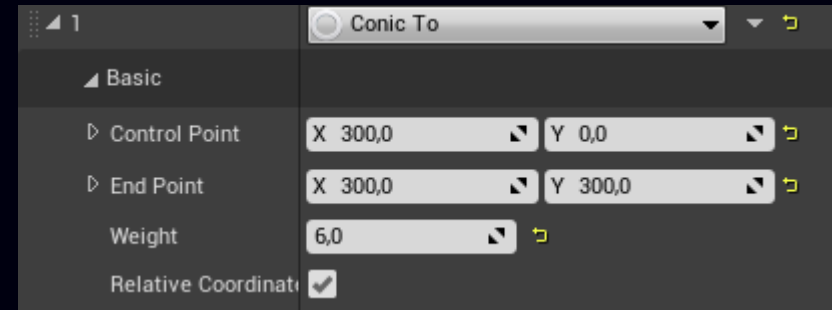 1 Conic To
Basic
Control Point X 300,0 Y 0,0
End Point X 300,0 Y 300,0
Weight 6,0
Relative Coordinate